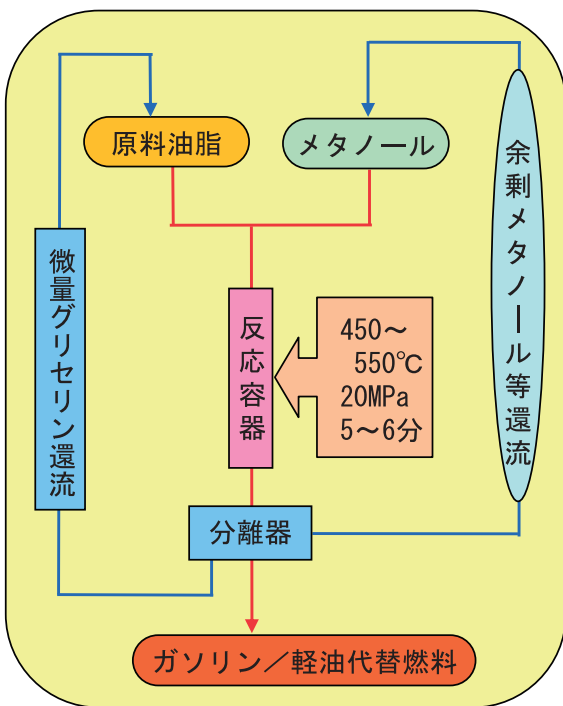 原料油脂
メタノール
余剰メタノール等還流
微量グリセリン還流
反応容器
450～
550℃
20MPa
5～6分
分離器
ガソリン／軽油代替燃料